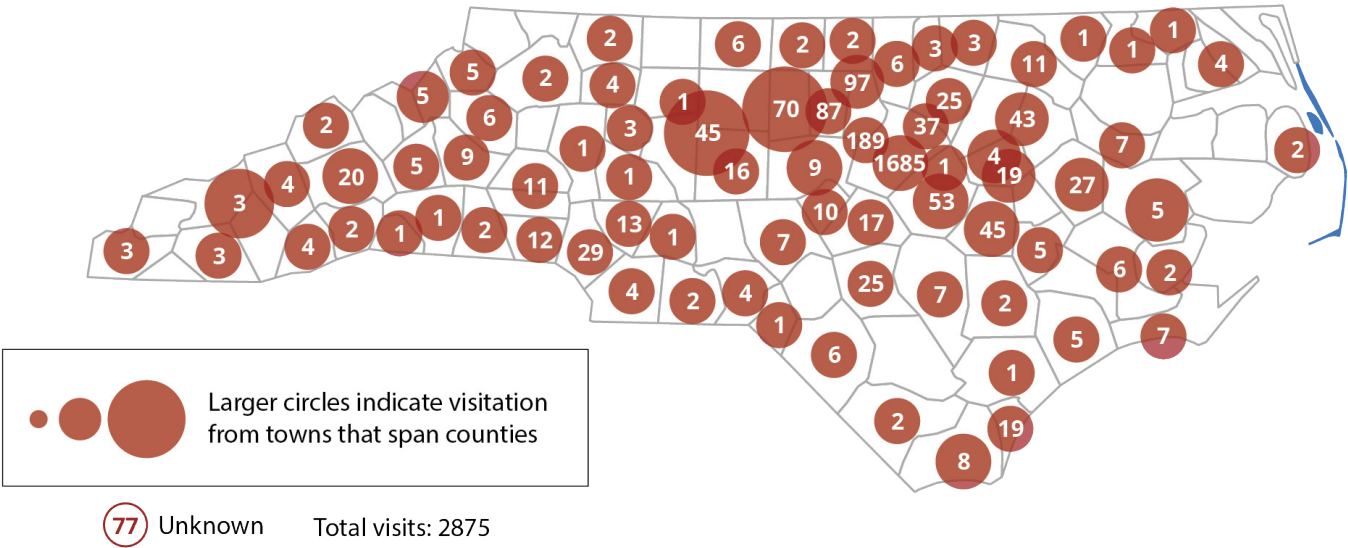 2 6 2 2 6 3 3 11 1 1 1 4
5 5 2 4 97
2 6 1 45 70 87 25 43
3 189 37
5 9 1 16 9 1685 1 4 19 7 2
3 4 20 11 1 53 27 5
3 3 4 2 1 1 2 12 29 13 1 7 10 17 45 5
4 2 4 25 7 2 6 2
1 6 1 5 7
2 8 19
Larger circles indicate visitation
from towns that span counties
77 Unknown Total visits: 2875